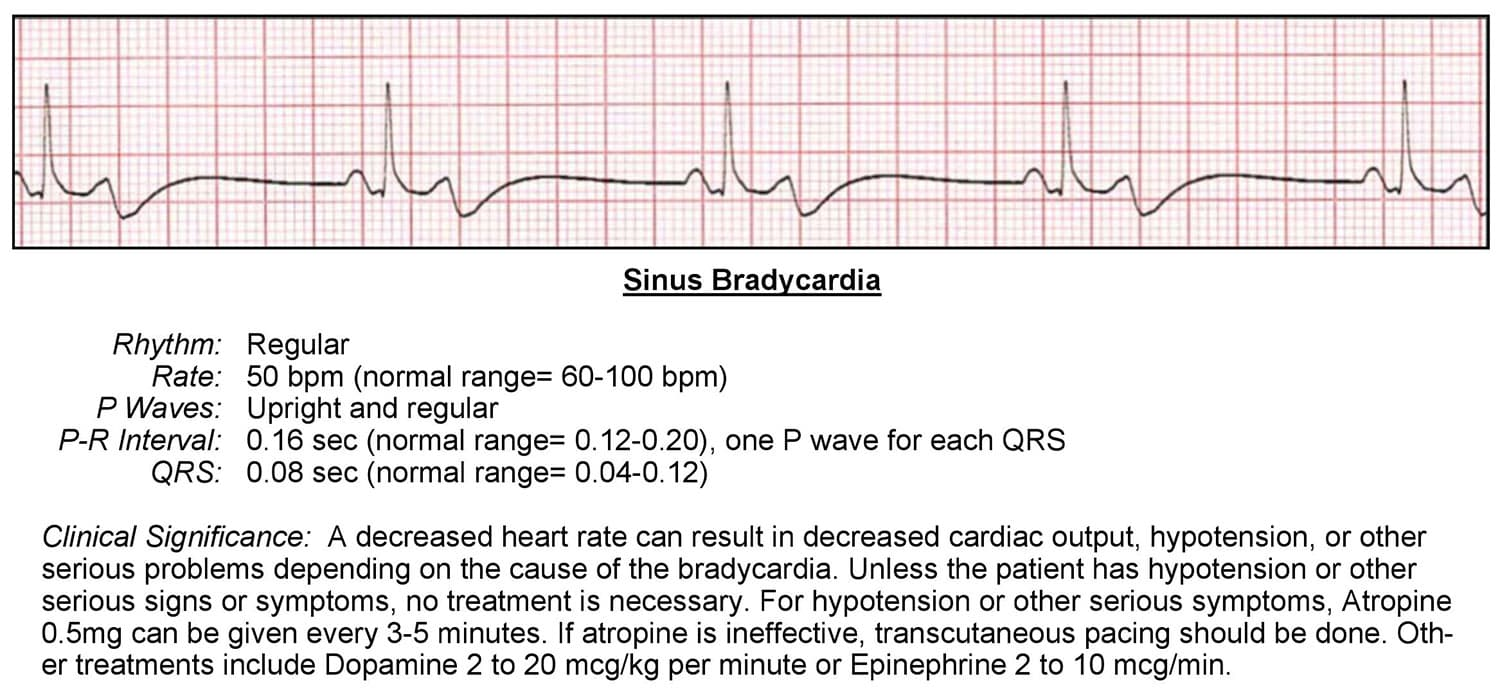 Sinus Bradycardia
Rhythm: Regular
Rate: 50 bpm (normal range= 60-100 bpm)
P Waves: Upright and regular
P-R Interval: 0.16 sec (normal range= 0.12-0.20), one P wave for each QRS
QRS: 0.08 sec (normal range= 0.04-0.12)
Clinical Significance: A decreased heart rate can result in decreased cardiac output, hypotension, or other
serious problems depending on the cause of the bradycardia. Unless the patient has hypotension or other
serious signs or symptoms, no treatment is necessary. For hypotension or other serious symptoms, Atropine
0.5mg can be given every 3-5 minutes. If atropine is ineffective, transcutaneous pacing should be done. Oth-
er treatments include Dopamine 2 to 20 mcg/kg per minute or Epinephrine 2 to 10 mcg/min.